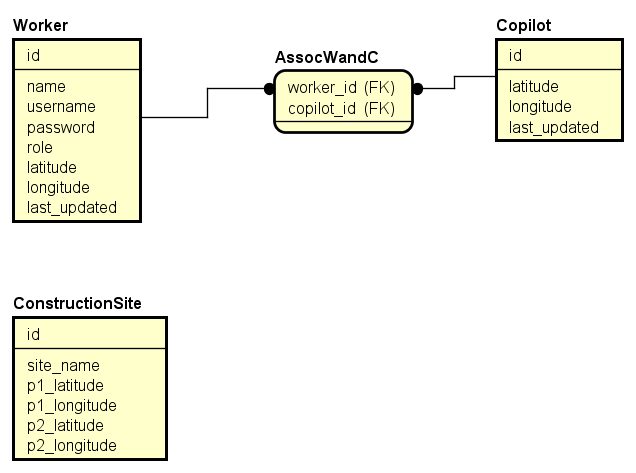 Worker
id
name
username
password
role
latitude
longitude
last_updated
AssocWandC
worker_id (FK)
copilot_id (FK)
Copilot
id
latitude
longitude
last_updated
ConstructionSite
id
site_name
p1_latitude
p1_longitude
p2_latitude
p2_longitude